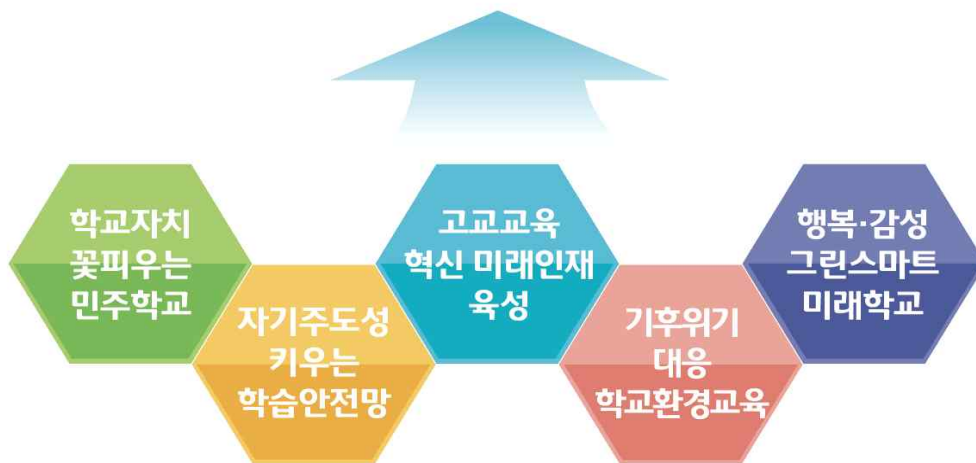 학교자치
꽃피우는
민주학교
자기주도성
키우는
학습안전망
고교교육
혁신 미래인재
육성
기후위기
대응
학교환경교육
행복·감성
그린스마트
미래학교